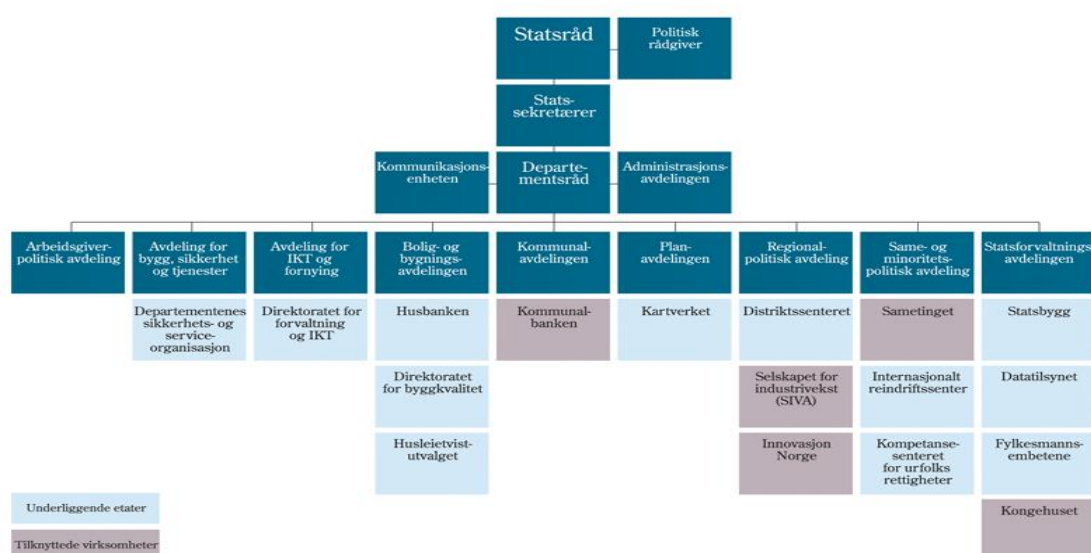 Statsråd
Politisk
rådgiver
Stats-
sekretærer
Kommunikasjons-
enheten
Departe-
mentsråd
Administrasjons-
avdelingen
Arbeidsgiver-
politisk avdeling
Avdeling for
bygg, sikkerhet
og tjenester
Avdeling for
IKT og
fornying
Bolig- og
bygnings-
avdelingen
Kommunal-
avdelingen
Plan-
avdelingen
Regional-
politisk avdeling
Same- og
minoritets-
politisk avdeling
Statsforvaltnings
avdelingen
Departementenes
sikkerhets- og
service-
organisasjon
Direktoratet for
forvaltning
og IKT
Husbanken
Kommunal-
banken
Kartverket
Distriktssenteret
Sametinget
Statsbygg
Direktoratet
for byggkvalitet
Selskapet for
industrivekst
(SIVA)
Internasjonalt
reindriftssenter
Datatilsynet
Husleietvist-
utvalget
Innovasjon
Norge
Kompetanse-
senteret
for urfolks
rettigheter
Fylkesmanns-
embetene
Underliggende etater
Kongehuset
Tilknyttede virksomheter